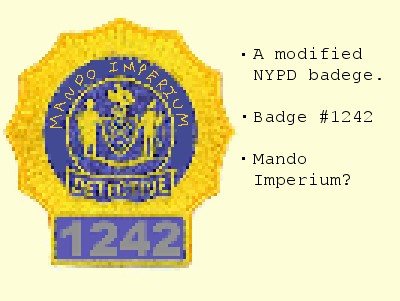 MANDO IMPERIUM
DETECTIVE
1242
· A modified
NYPD badege.
· Badge #1242
· Mando
Imperium?